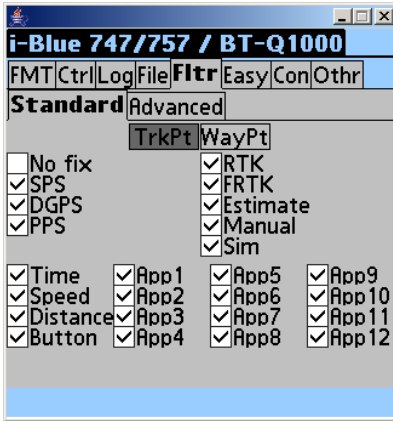 i-Blue 747/757 / BT-Q1000
FMT Ctrl Log File Fltr Easy Con Othr
Standard Advanced
TrkPt WayPt
No fix RTK
SPS FRTK
DGPS Estimate
PPS Manual
Sim
Time App1 App5 App9
Speed App2 App6 App10
Distance App3 App7 App11
Button App4 App8 App12